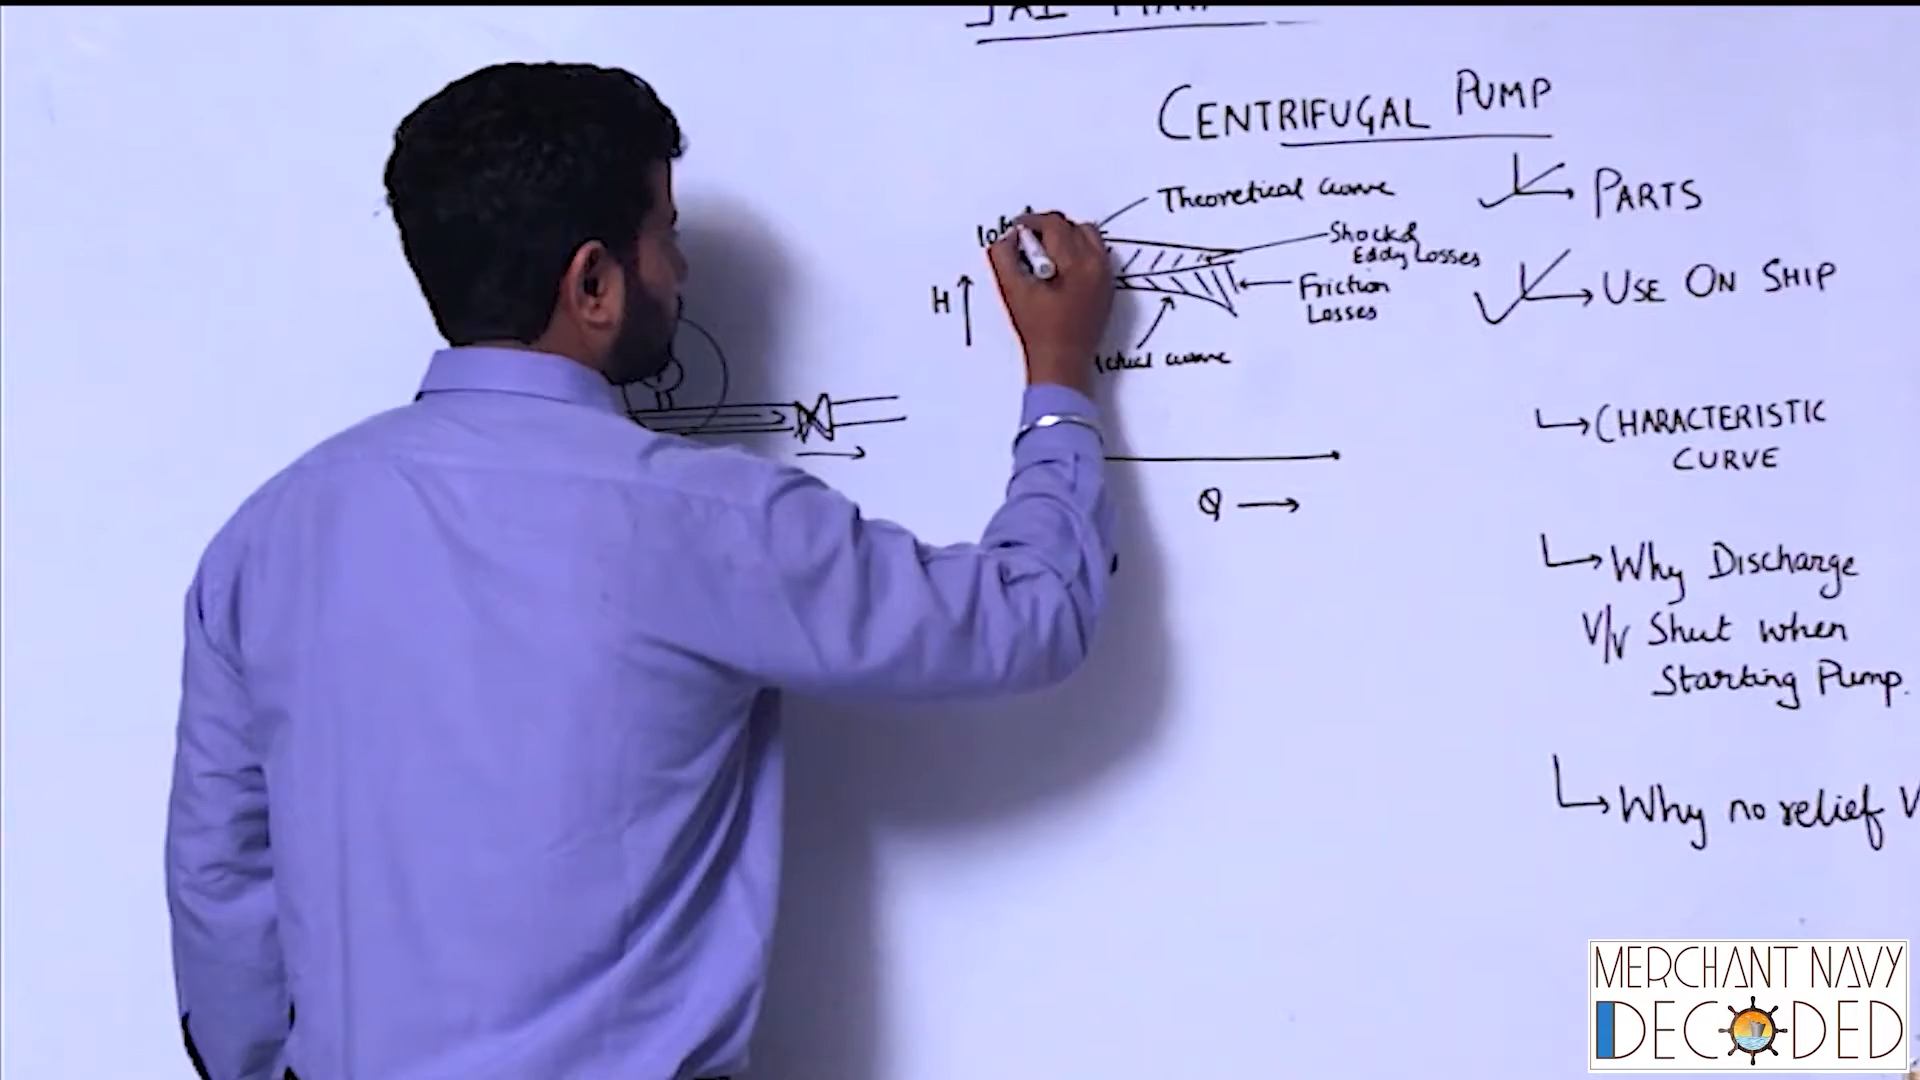 CENTRIFUGAL PUMP
Theoretical curve
Shock &
Eddy Losses
Friction
Losses
H
curve
Q
PARTS
USE ON SHIP
CHARACTERISTIC
CURVE
Why Discharge
V/V Shut when
Starting Pump.
Why no relief V
MERCHANT NAVY
DECODED